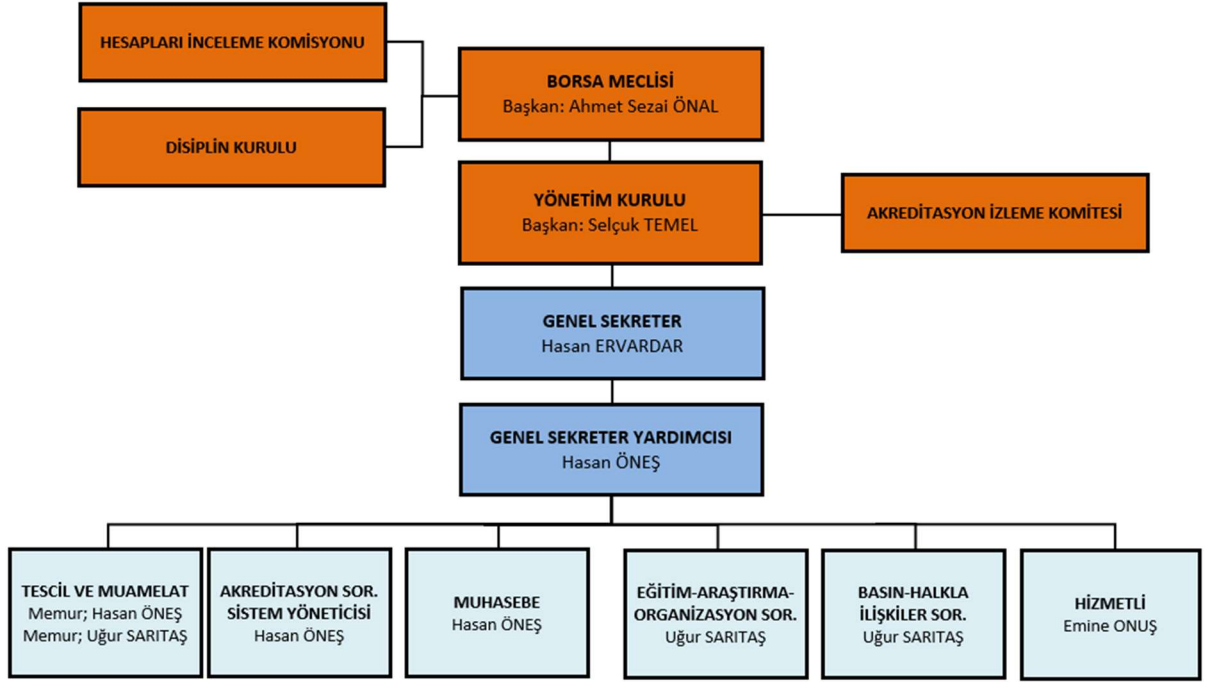 HESAPLARI İNCELEME KOMİSYONU
DİSİPLİN KURULU
BORSA MECLİSİ
Başkan: Ahmet Sezai ÖNAL
YÖNETİM KURULU
Başkan: Selçuk TEMEL
AKREDİTASYON İZLEME KOMİTESİ
GENEL SEKRETER
Hasan ERVARDAR
GENEL SEKRETER YARDIMCISI
Hasan ÖNEŞ
TESCİL VE MUAMELAT
Memur; Hasan ÖNEŞ
Memur; Uğur SARITAŞ
AKREDİTASYON SOR.
SİSTEM YÖNETİCİSİ
Hasan ÖNEŞ
MUHASEBE
Hasan ÖNEŞ
EĞİTİM-ARAŞTIRMA-
ORGANİZASYON SOR.
Uğur SARITAŞ
BASIN-HALKLA
İLİŞKİLER SOR.
Uğur SARITAŞ
HİZMETLİ
Emine ONUŞ